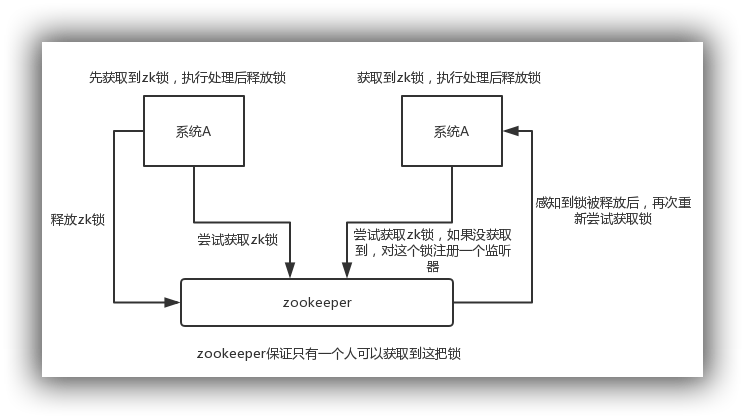 先获取到zk锁，执行处理后释放锁
获取到zk锁，执行处理后释放锁
系统A
系统A
释放zk锁
尝试获取zk锁
尝试获取zk锁，如果没获取
到，对这个锁注册一个监听
器
感知到锁被释放后，再次重
新尝试获取锁
zookeeper
zookeeper保证只有一个人可以获取到这把锁